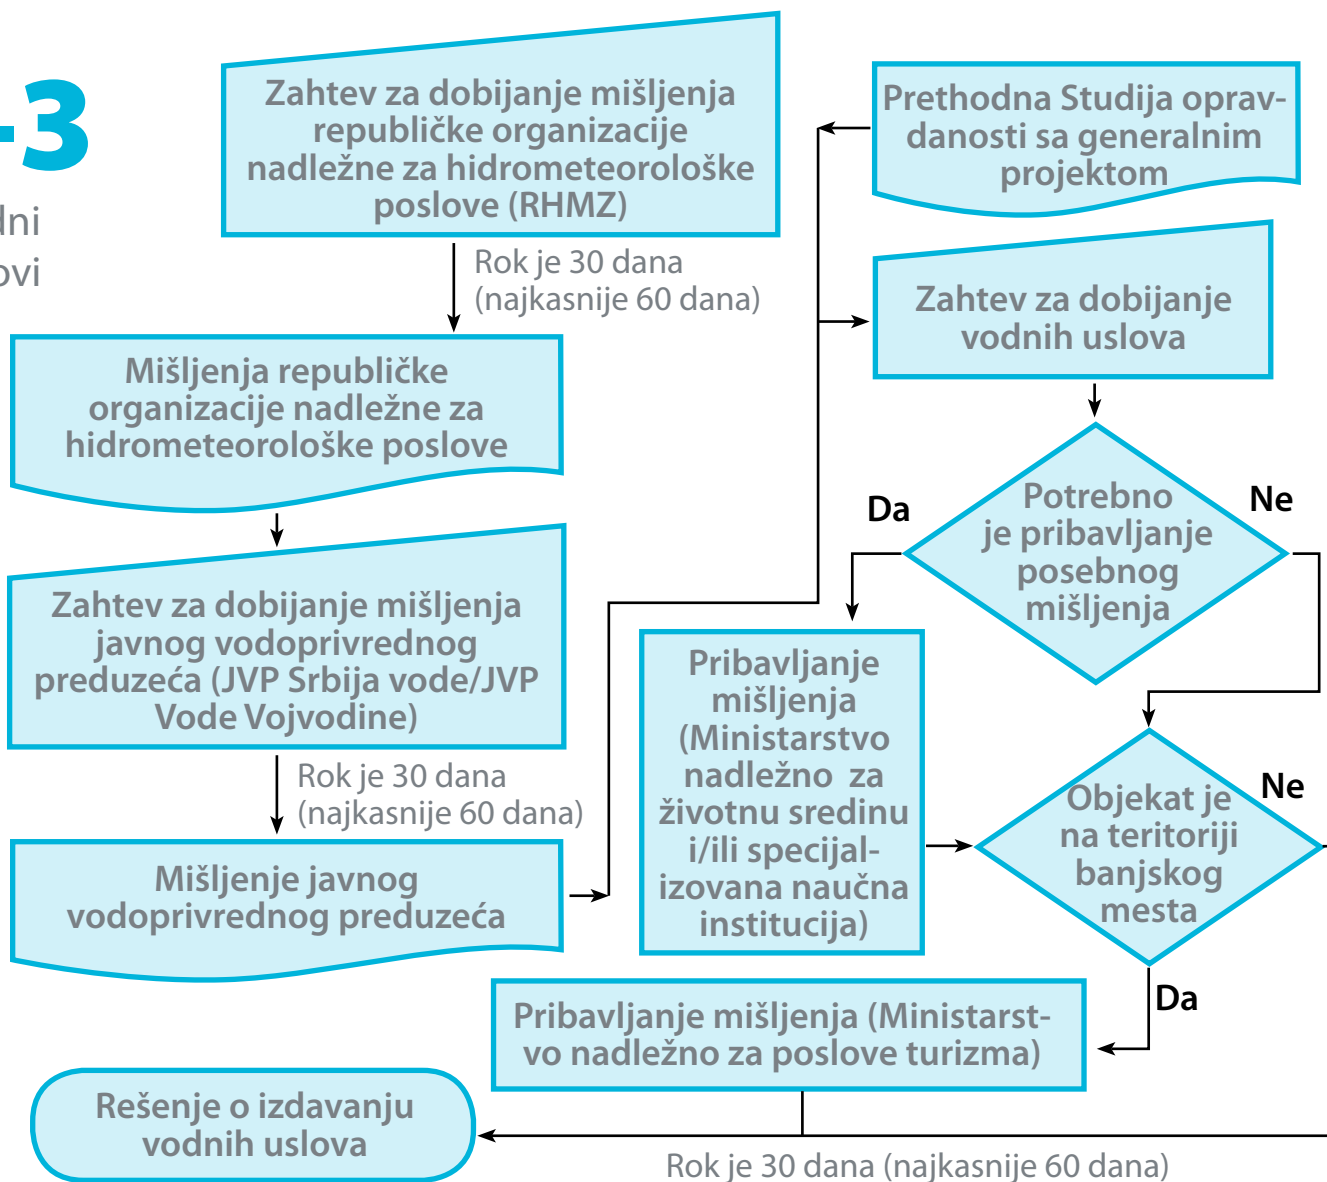 -3
dni
ovi
Zahtev za dobijanje mišljenja
republičke organizacije
nadležne za hidrometeorološke
poslove (RHMZ)
Rok je 30 dana
(najkasnije 60 dana)
Mišljenja republičke
organizacije nadležne za
hidrometeorološke poslove
Zahtev za dobijanje mišljenja
javnog vodoprivrednog
preduzeća (JVP Srbija vode/JVP
Vode Vojvodine)
Rok je 30 dana
(najkasnije 60 dana)
Mišljenje javnog
vodoprivrednog preduzeća
Prethodna Studija oprav-
danosti sa generalnim
projektom
Zahtev za dobijanje
vodnih uslova
Potrebno
je pribavljanje
posebnog
mišljenja
Da
Ne
Pribavljanje
mišljenja
(Ministarstvo
nadležno za
životnu sredinu
i/ili specijal-
izovana naučna
institucija)
Objekat je
na teritoriji
banjskog
mesta
Ne
Da
Pribavljanje mišljenja (Ministarst-
vo nadležno za poslove turizma)
Rešenje o izdavanju
vodnih uslova
Rok je 30 dana (najkasnije 60 dana)